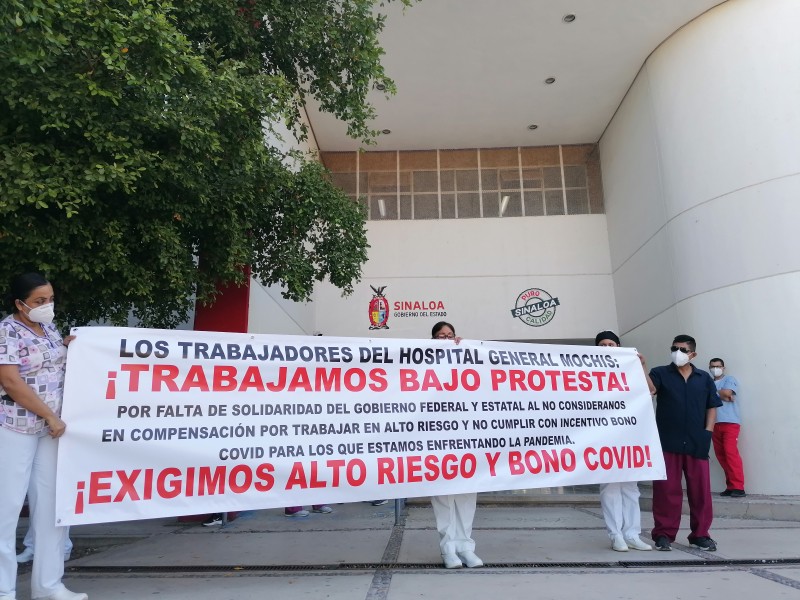 SINALOA
GOBIERNO DEL ESTADO
PURO
SINALOA
CALIDAD
LOS TRABAJADORES DEL HOSPITAL GENERAL MOCHIS:
¡TRABAJAMOS BAJO PROTESTA!
POR FALTA DE SOLIDARIDAD DEL GOBIERNO FEDERAL Y ESTATAL AL NO CONSIDERANOS
EN COMPENSACIÓN POR TRABAJAR EN ALTO RIESGO Y NO CUMPLIR CON INCENTIVO BONO
COVID PARA LOS QUE ESTAMOS ENFRENTANDO LA PANDEMIA.
¡EXIGIMOS ALTO RIESGO Y BONO COVID!